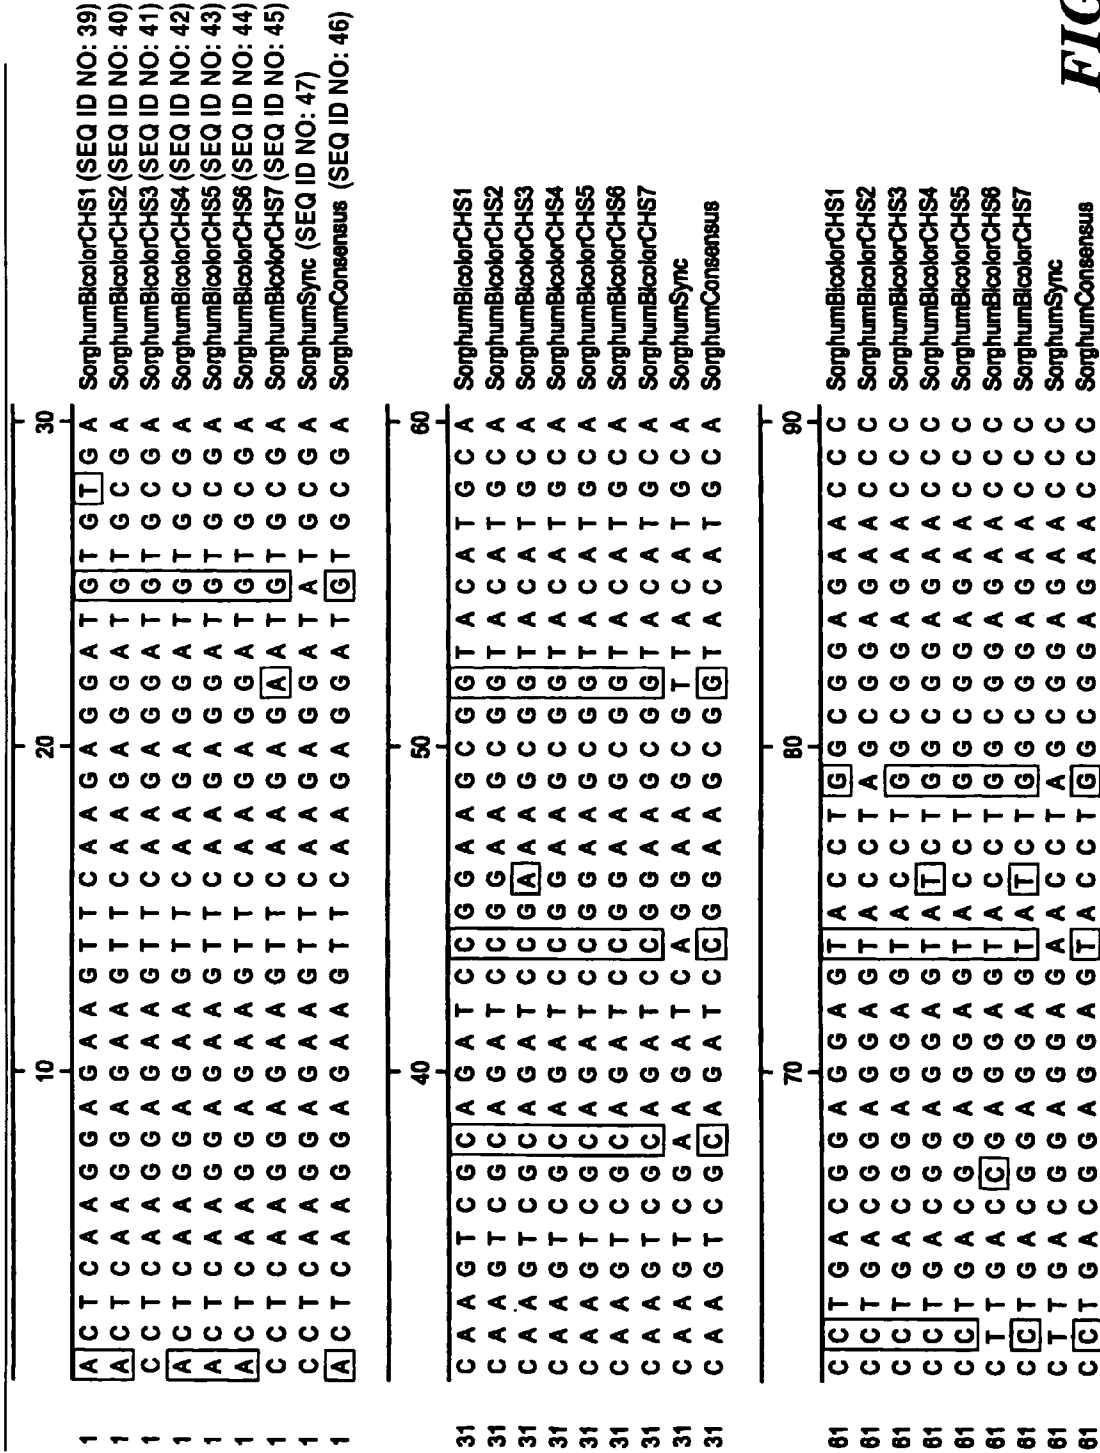 10 20 30
1 A C T C A A G G A G A A G T T C A A G A G G A T G T G T G A SorghumBicolorCHS1 (SEQ ID NO: 39)
1 A C T C A A G G A G A A G T T C A A G A G G A T G T G C G A SorghumBicolorCHS2 (SEQ ID NO: 40)
1 C C T C A A G G A G A A G T T C A A G A G G A T G T G C G A SorghumBicolorCHS3 (SEQ ID NO: 41)
1 A C T C A A G G A G A A G T T C A A G A G G A T G T G C G A SorghumBicolorCHS4 (SEQ ID NO: 42)
1 A C T C A A G G A G A A G T T C A A G A G G A T G T G C G A SorghumBicolorCHS5 (SEQ ID NO: 43)
1 A C T C A A G G A G A A G T T C A A G A G G A T G T G C G A SorghumBicolorCHS6 (SEQ ID NO: 44)
1 C C T C A A G G A G A A G T T C A A G A G A A T G T G C G A SorghumBicolorCHS7 (SEQ ID NO: 45)
1 C C T C A A G G A G A A G T T C A A G A G G A T A T G C G A SorghumSync (SEQ ID NO: 47)
1 A C T C A A G G A G A A G T T C A A G A G G A T G T G C G A SorghumConsensus (SEQ ID NO: 46)
40 50 60
31 C A A G T C G C A G A T C C G G A A G C G G T A C A T G C A SorghumBicolorCHS1
31 C A A G T C G C A G A T C C G G A A G C G G T A C A T G C A SorghumBicolorCHS2
31 C A A G T C G C A G A T C C G A A A G C G G T A C A T G C A SorghumBicolorCHS3
31 C A A G T C G C A G A T C C G G A A G C G G T A C A T G C A SorghumBicolorCHS4
31 C A A G T C G C A G A T C C G G A A G C G G T A C A T G C A SorghumBicolorCHS5
31 C A A G T C G C A G A T C C G G A A G C G G T A C A T G C A SorghumBicolorCHS6
31 C A A G T C G C A G A T C C G G A A G C G G T A C A T G C A SorghumBicolorCHS7
31 C A A G T C G A A G A T C A G G A A G C G T T A C A T G C A SorghumSync
31 C A A G T C G C A G A T C C G G A A G C G G T A C A T G C A SorghumConsensus
70 80 90
61 C C T G A C G G A G G A G T A C C T G G C G G A G A A C C C SorghumBicolorCHS1
61 C C T G A C G G A G G A G T A C C T A G C G G A G A A C C C SorghumBicolorCHS2
61 C C T G A C G G A G G A G T A C C T G G C G G A G A A C C C SorghumBicolorCHS3
61 C C T G A C G G A G G A G T A T C T G G C G G A G A A C C C SorghumBicolorCHS4
61 C C T G A C G G A G G A G T A C C T G G C G G A G A A C C C SorghumBicolorCHS5
61 C T T G A C C G A G G A G T A C C T G G C G G A G A A C C C SorghumBicolorCHS6
61 C C T G A C G G A G G A G T A T C T G G C G G A G A A C C C SorghumBicolorCHS7
61 C T T G A C G G A G G A G A A C C T A G C G G A G A A C C C SorghumSync
61 C C T G A C G G A G G A G T A C C T G G C G G A G A A C C C SorghumConsensus
FIG